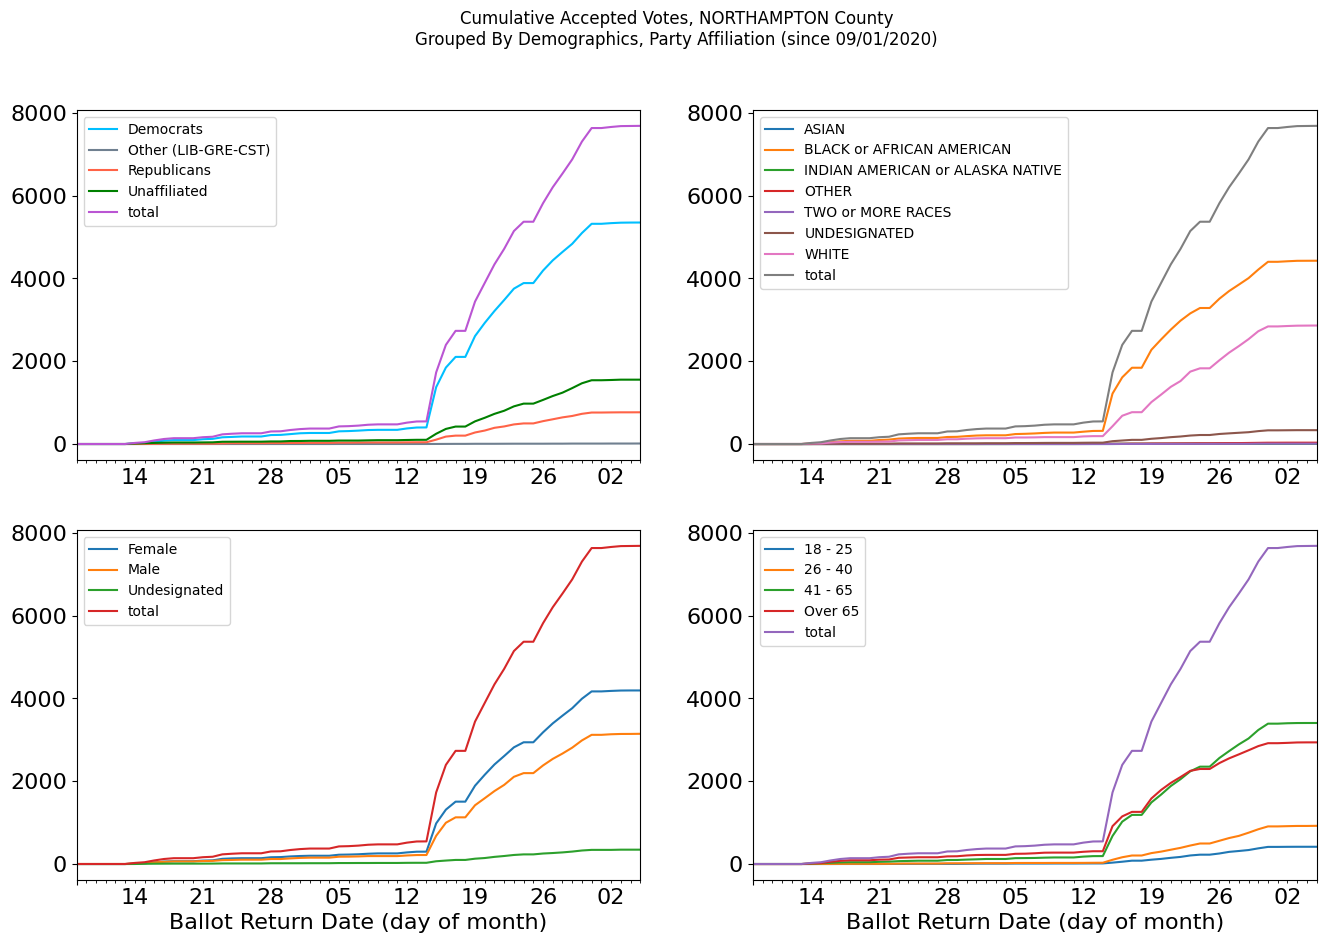 Cumulative Accepted Votes, NORTHAMPTON County
Grouped By Demographics, Party Affiliation (since 09/01/2020)
8000
6000
4000
2000
0
Democrats
Other (LIB-GRE-CST)
Republicans
Unaffiliated
total
14 21 28 05 12 19 26 02
8000
6000
4000
2000
0
ASIAN
BLACK or AFRICAN AMERICAN
INDIAN AMERICAN or ALASKA NATIVE
OTHER
TWO or MORE RACES
UNDESIGNATED
WHITE
total
14 21 28 05 12 19 26 02
8000
6000
4000
2000
0
Female
Male
Undesignated
total
14 21 28 05 12 19 26 02
Ballot Return Date (day of month)
8000
6000
4000
2000
0
18 - 25
26 - 40
41 - 65
Over 65
total
14 21 28 05 12 19 26 02
Ballot Return Date (day of month)